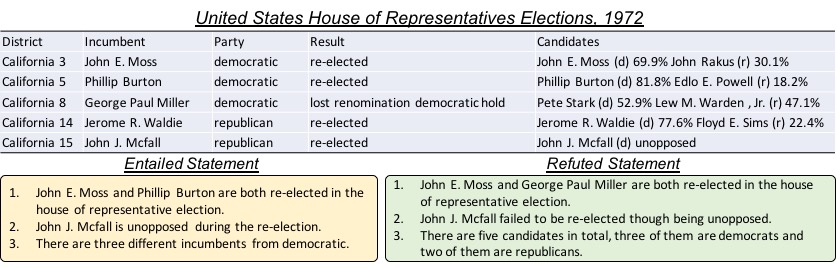 United States House of Representatives Elections, 1972
District Incumbent Party Result Candidates
California 3 John E. Moss democratic re-elected John E. Moss (d) 69.9% John Rakus (r) 30.1%
California 5 Phillip Burton democratic re-elected Phillip Burton (d) 81.8% Edlo E. Powell (r) 18.2%
California 8 George Paul Miller democratic lost renomination democratic hold Pete Stark (d) 52.9% Lew M. Warden , Jr. (r) 47.1%
California 14 Jerome R. Waldie republican re-elected Jerome R. Waldie (d) 77.6% Floyd E. Sims (r) 22.4%
California 15 John J. Mcfall republican re-elected John J. Mcfall (d) unopposed
Entailed Statement
1. John E. Moss and Phillip Burton are both re-elected in the
house of representative election.
2. John J. Mcfall is unopposed during the re-election.
3. There are three different incumbents from democratic.
Refuted Statement
1. John E. Moss and George Paul Miller are both re-elected in the house
of representative election.
2. John J. Mcfall failed to be re-elected though being unopposed.
3. There are five candidates in total, three of them are democrats and
two of them are republicans.